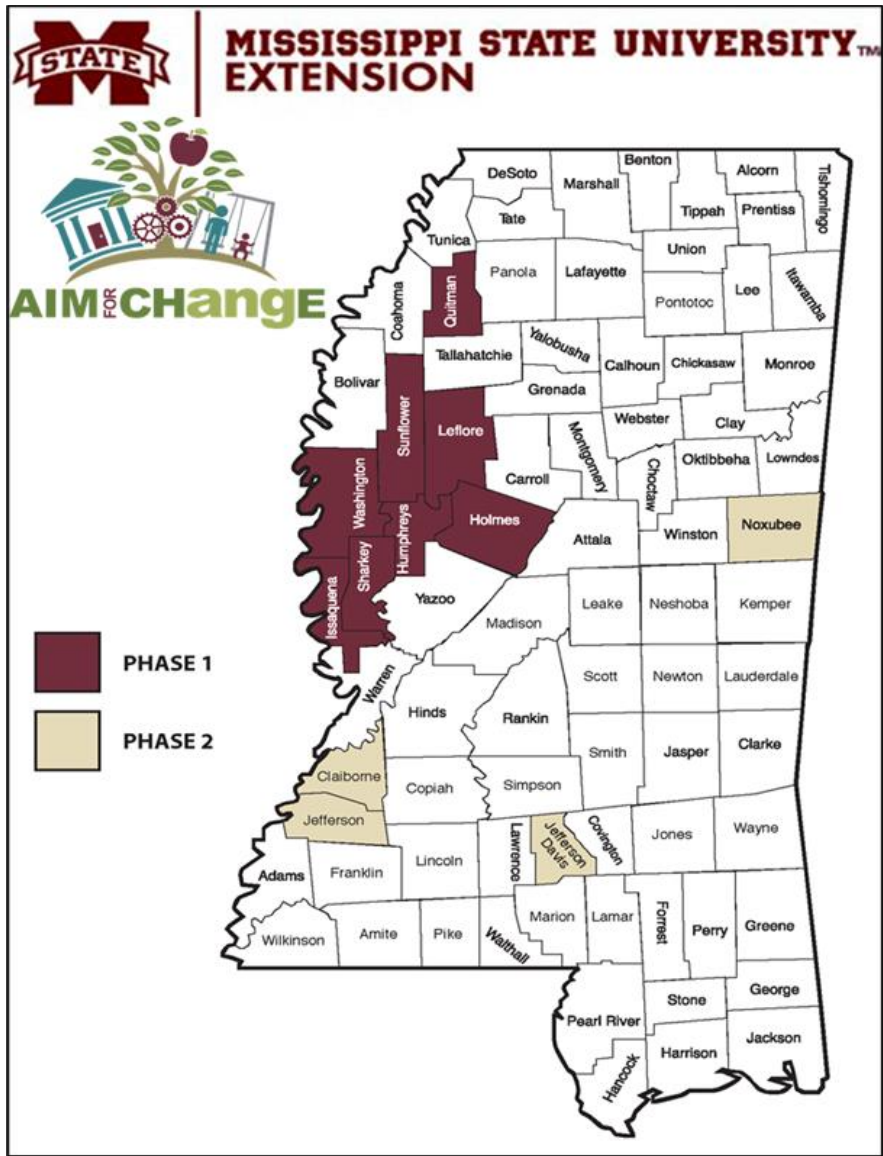 STATE
MISSISSIPPI STATE UNIVERSITY™
EXTENSION
AIM FOR CHangE
DeSoto
Marshall
Benton
Tippah
Alcorn
Prentiss
Tishomingo
Tunica
Tate
Panola
Lafayette
Union
Pontotoc
Lee
Itawamba
Coahoma
Quitman
Tallahatchie
Yalobusha
Calhoun
Chickasaw
Monroe
Bolivar
Sunflower
Leflore
Grenada
Webster
Clay
Carroll
Montgomery
Choctaw
Oktibbeha
Lowndes
Washington
Humphreys
Holmes
Attala
Winston
Noxubee
Issaquena
Sharkey
Yazoo
Madison
Leake
Neshoba
Kemper
PHASE 1
PHASE 2
Warren
Hinds
Rankin
Scott
Newton
Lauderdale
Claiborne
Copiah
Simpson
Smith
Jasper
Clarke
Jefferson
Lincoln
Lawrence
Jefferson
Davis
Covington
Jones
Wayne
Adams
Franklin
Wilkinson
Amite
Pike
Walthall
Marion
Lamar
Forrest
Perry
Greene
Pearl River
Stone
George
Hancock
Harrison
Jackson